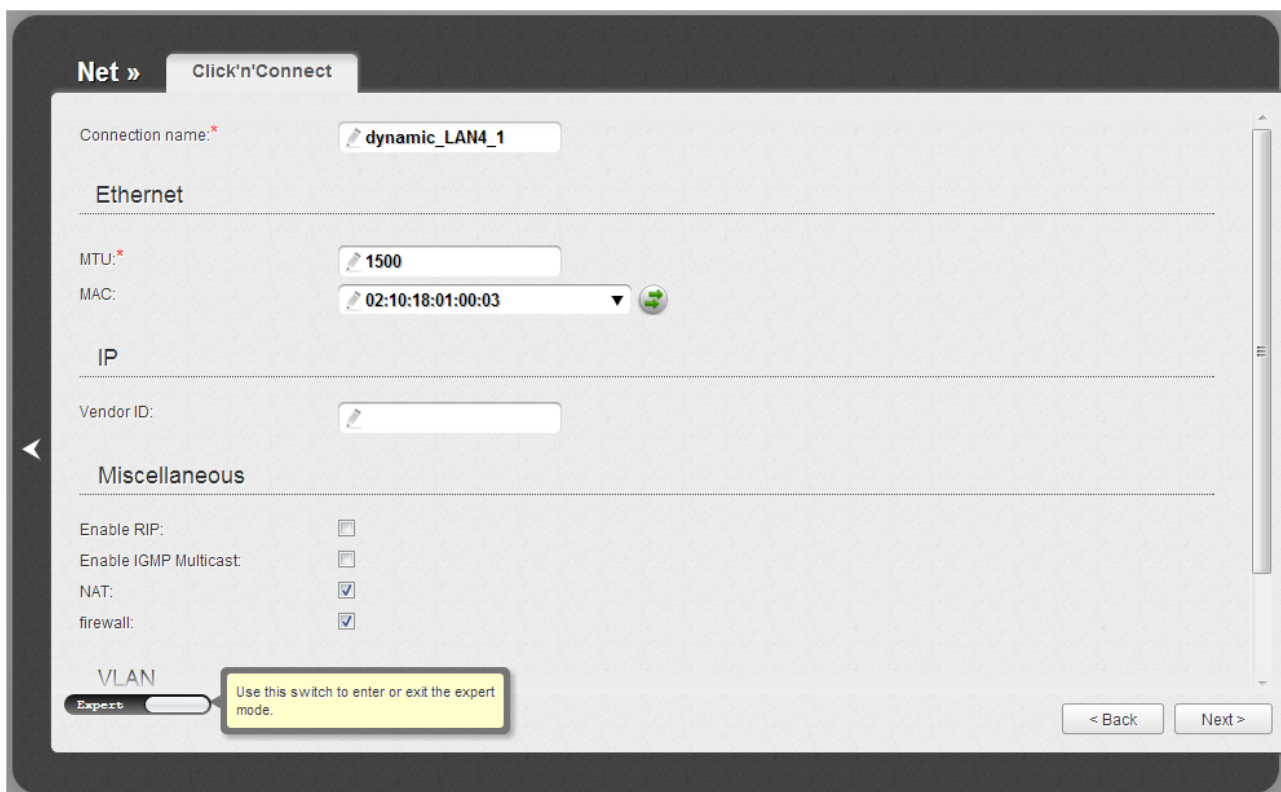 Net »
Click'n'Connect
Connection name:*
dynamic_LAN4_1
Ethernet
MTU:*
1500
MAC:
02:10:18:01:00:03
IP
Vendor ID:
Miscellaneous
Enable RIP:
Enable IGMP Multicast:
NAT:
firewall:
VLAN
Expert
Use this switch to enter or exit the expert
mode.
< Back
Next >